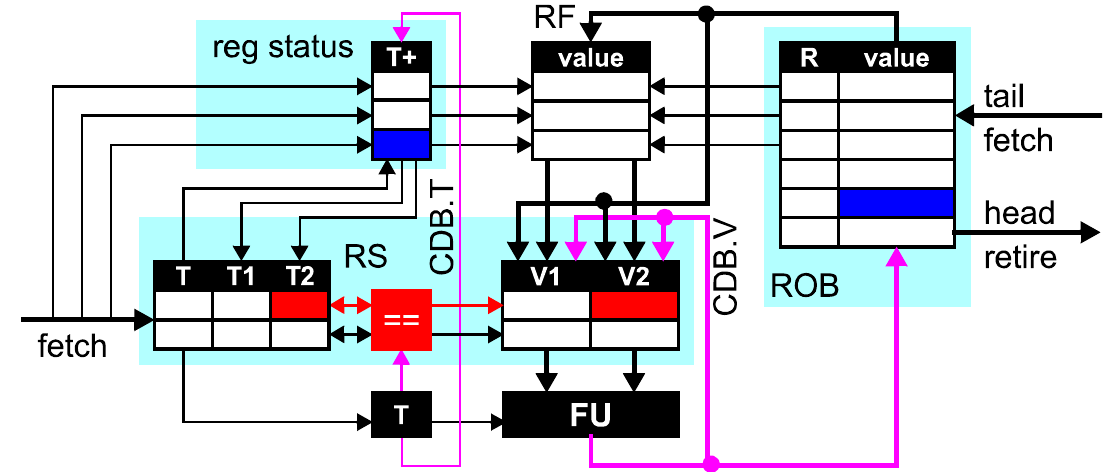 reg status
T+
RF
value
R value
tail
fetch
head
retire
ROB
CDB.T
CDB.V
RS
T T1 T2
V1 V2
==
fetch
T
FU